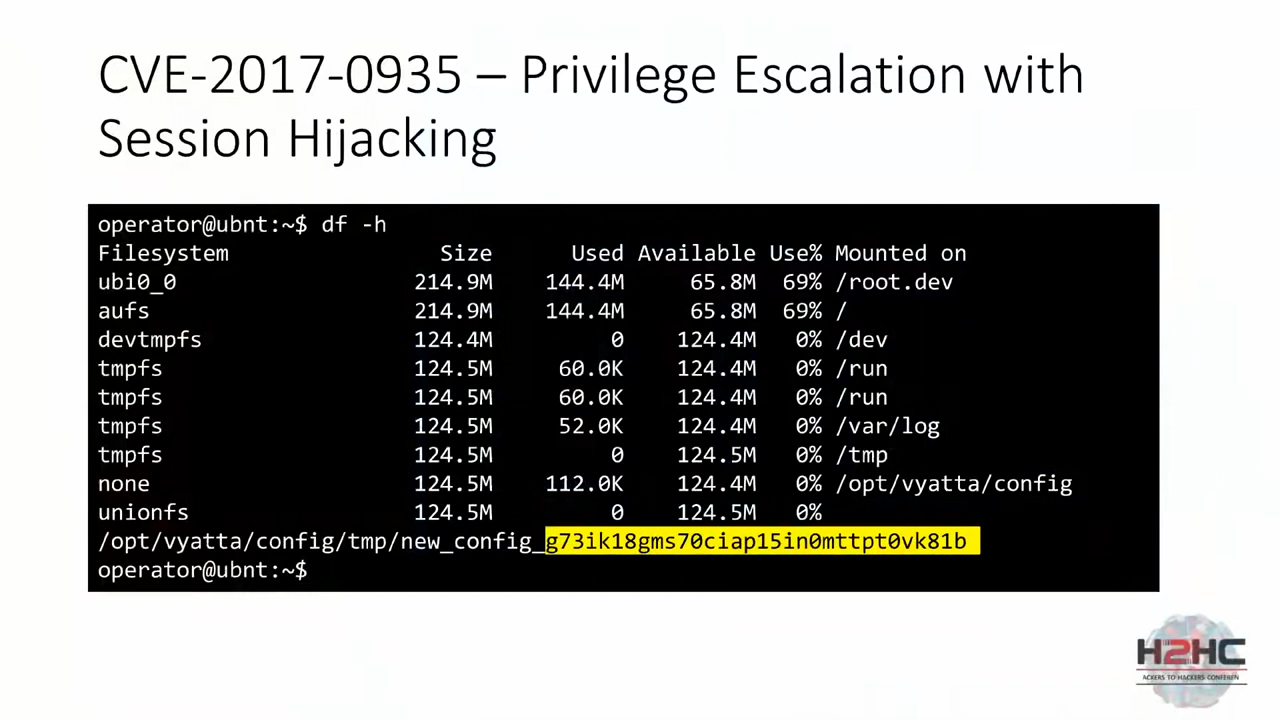 CVE-2017-0935 – Privilege Escalation with
Session Hijacking
operator@ubnt:~$ df -h
Filesystem Size Used Available Use% Mounted on
ubi0_0 214.9M 144.4M 65.8M 69% /root.dev
aufs 214.9M 144.4M 65.8M 69% /
devtmpfs 124.4M 0 124.4M 0% /dev
tmpfs 124.5M 60.0K 124.4M 0% /run
tmpfs 124.5M 60.0K 124.4M 0% /run
tmpfs 124.5M 52.0K 124.4M 0% /var/log
tmpfs 124.5M 0 124.5M 0% /tmp
none 124.5M 112.0K 124.4M 0% /opt/vyatta/config
unionfs 124.5M 0 124.5M 0%
/opt/vyatta/config/tmp/new_config_g73ik18gms70ciap15in0mttpt0vk81b
operator@ubnt:~$
H2HC
ACKERS TO HACKERS CONFEREN